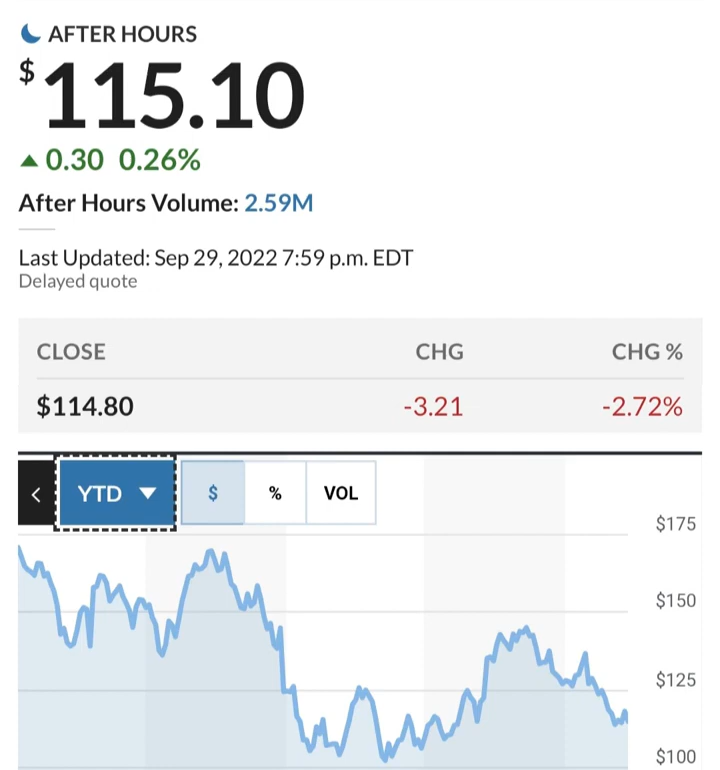 AFTER HOURS
$115.10
0.30 0.26%
After Hours Volume: 2.59M
Last Updated: Sep 29, 2022 7:59 p.m. EDT
Delayed quote
CLOSE CHG CHG %
$114.80 -3.21 -2.72%
YTD $ % VOL
$175
$150
$125
$100